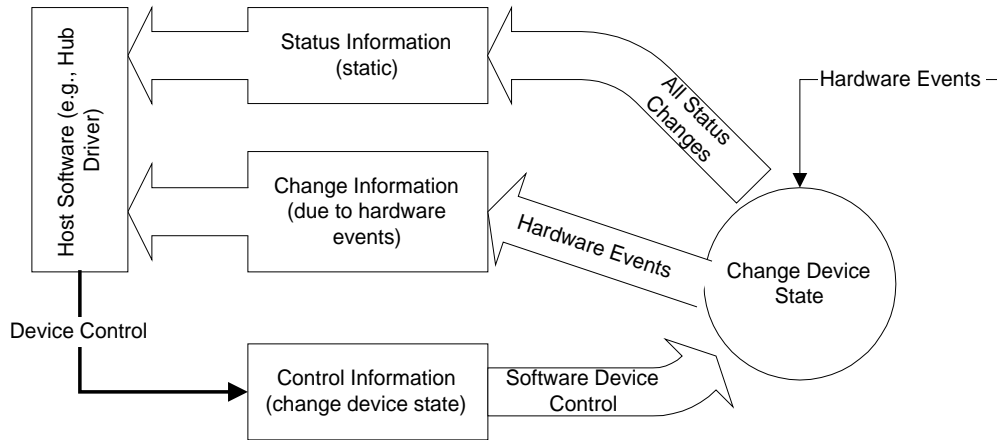 Host Software (e.g., Hub
Driver)
Status Information
(static)
All Status
Changes
Hardware Events
Change Information
(due to hardware
events)
Hardware Events
Change Device
State
Device Control
Control Information
(change device state)
Software Device
Control